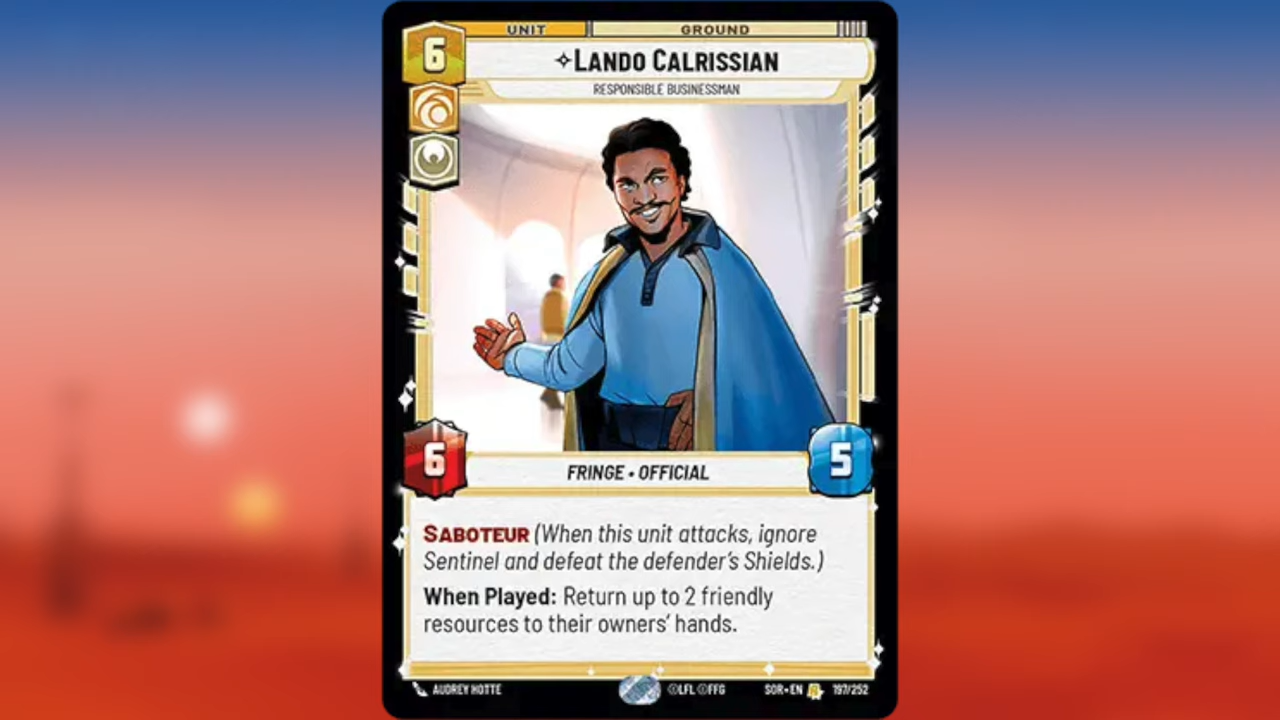 UNIT GROUND
6
✧LANDO CALRISSIAN
RESPONSIBLE BUSINESSMAN
6 FRINGE • OFFICIAL 5
SABOTEUR (When this unit attacks, ignore
Sentinel and defeat the defender's Shields.)
When Played: Return up to 2 friendly
resources to their owners' hands.
AUDREY HOTTE ⓒLFL ⓒFFG SOR•EN R 197/252